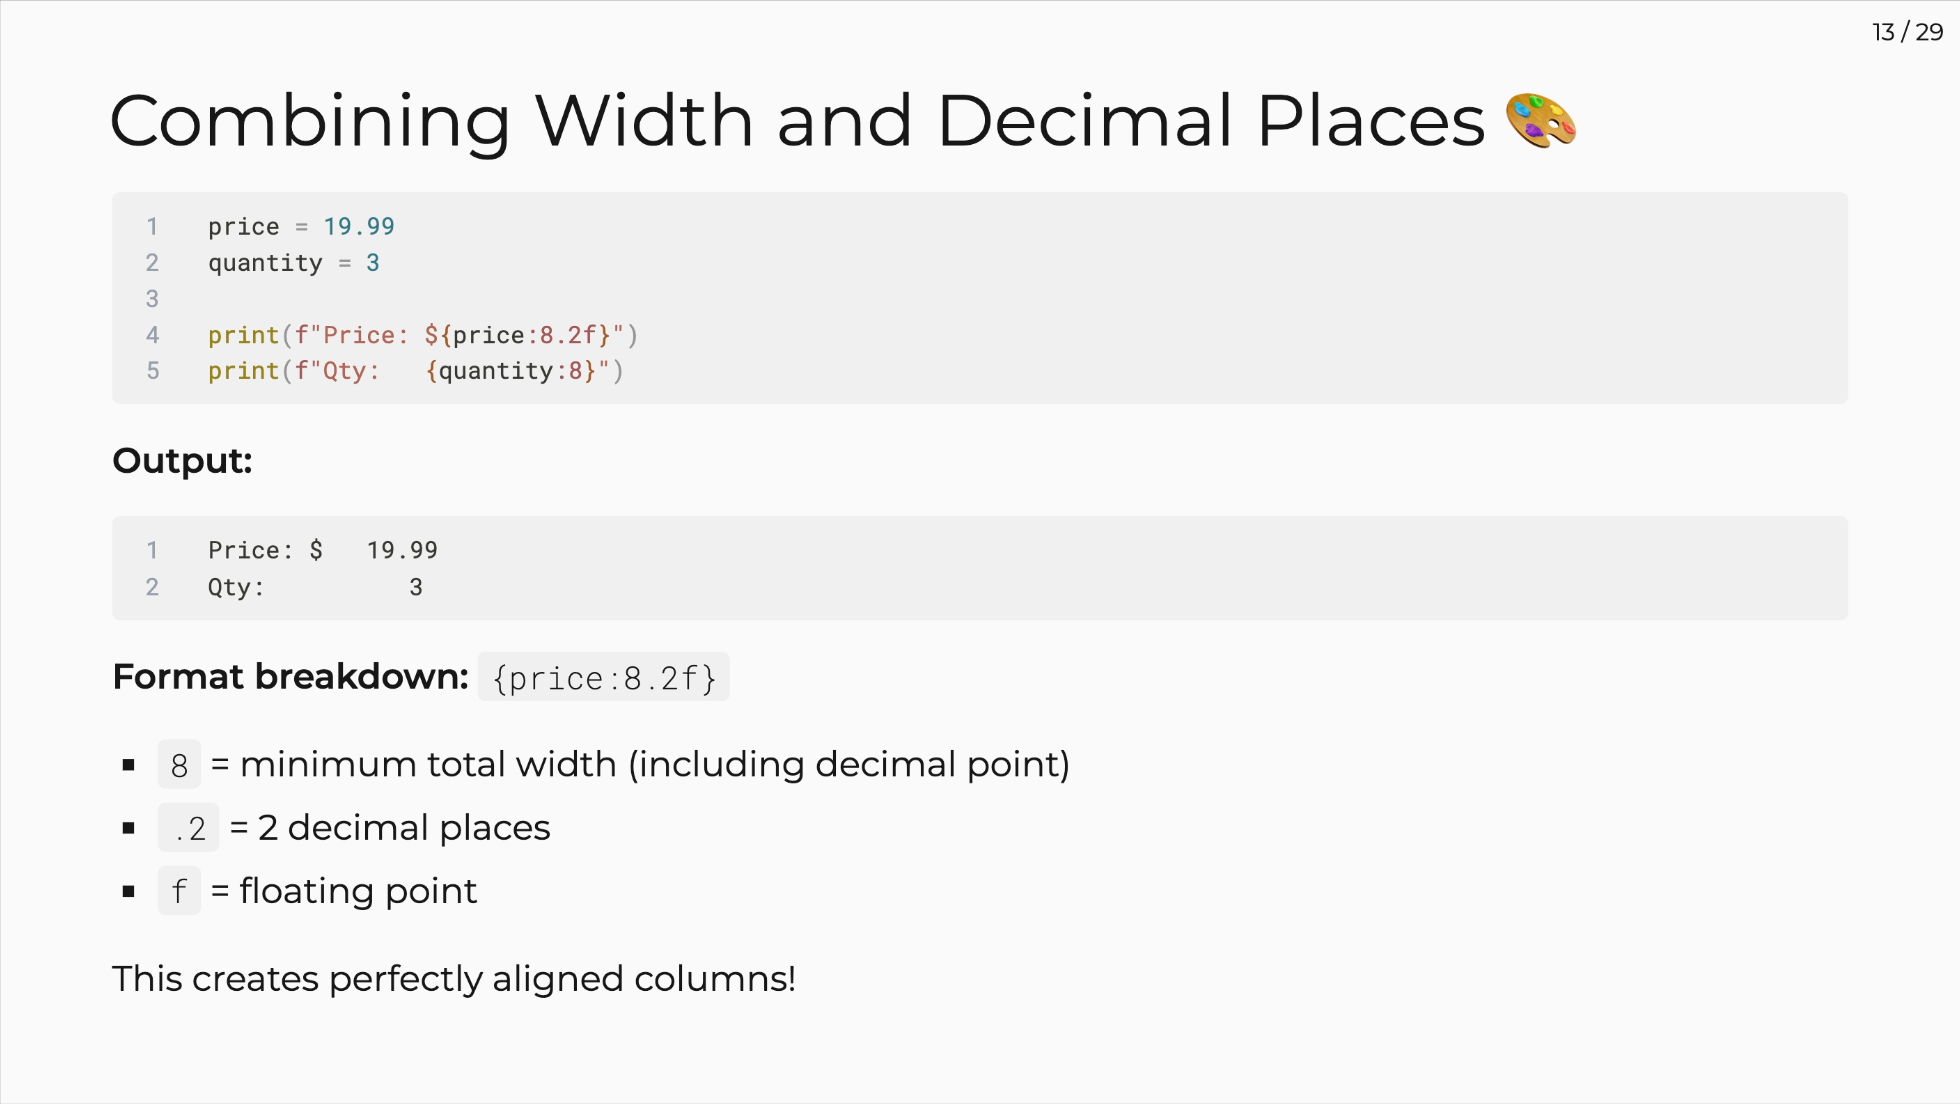 13 / 29
Combining Width and Decimal Places 🎨
1   price = 19.99
2   quantity = 3
3
4   print(f"Price: ${price:8.2f}")
5   print(f"Qty:   {quantity:8}")
Output:
1   Price: $   19.99
2   Qty:          3
Format breakdown: {price:8.2f}
▪ 8 = minimum total width (including decimal point)
▪ .2 = 2 decimal places
▪ f = floating point
This creates perfectly aligned columns!